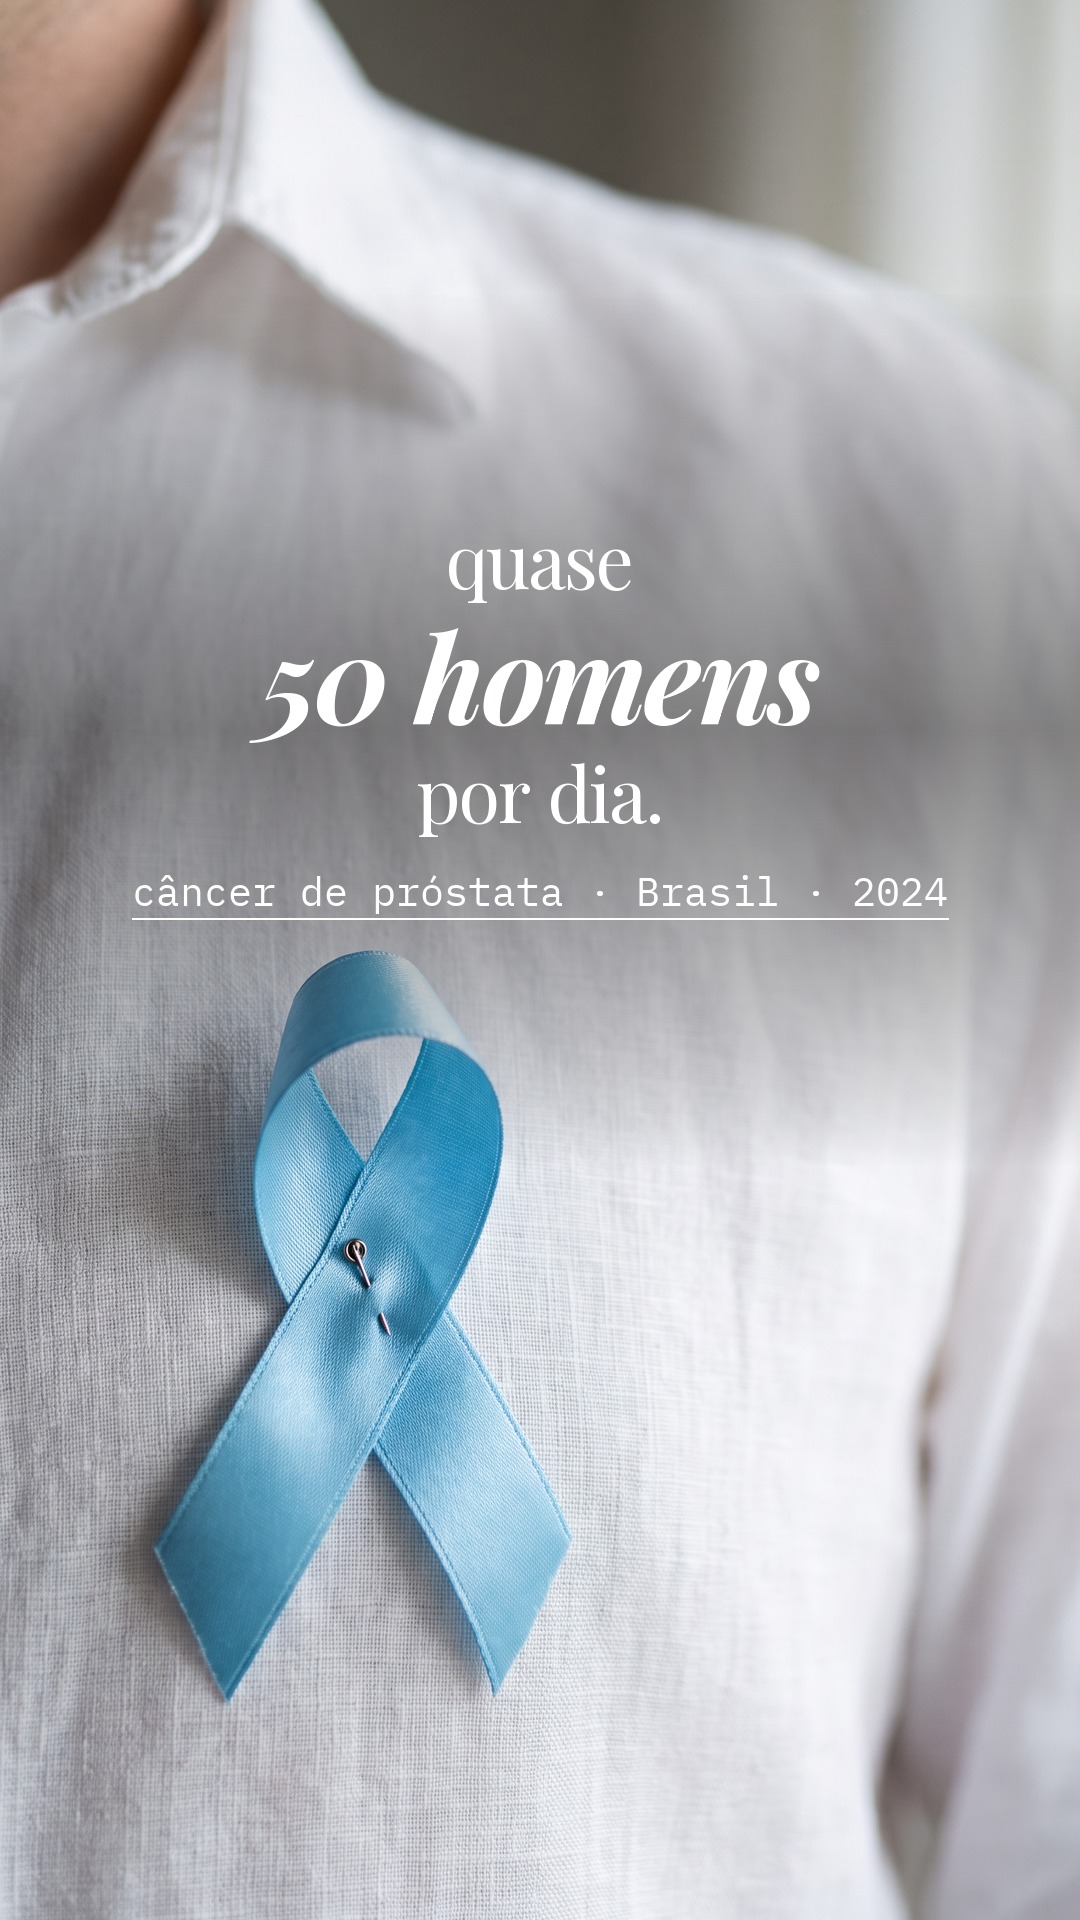 quase
50 homens
por dia.
câncer de próstata · Brasil · 2024